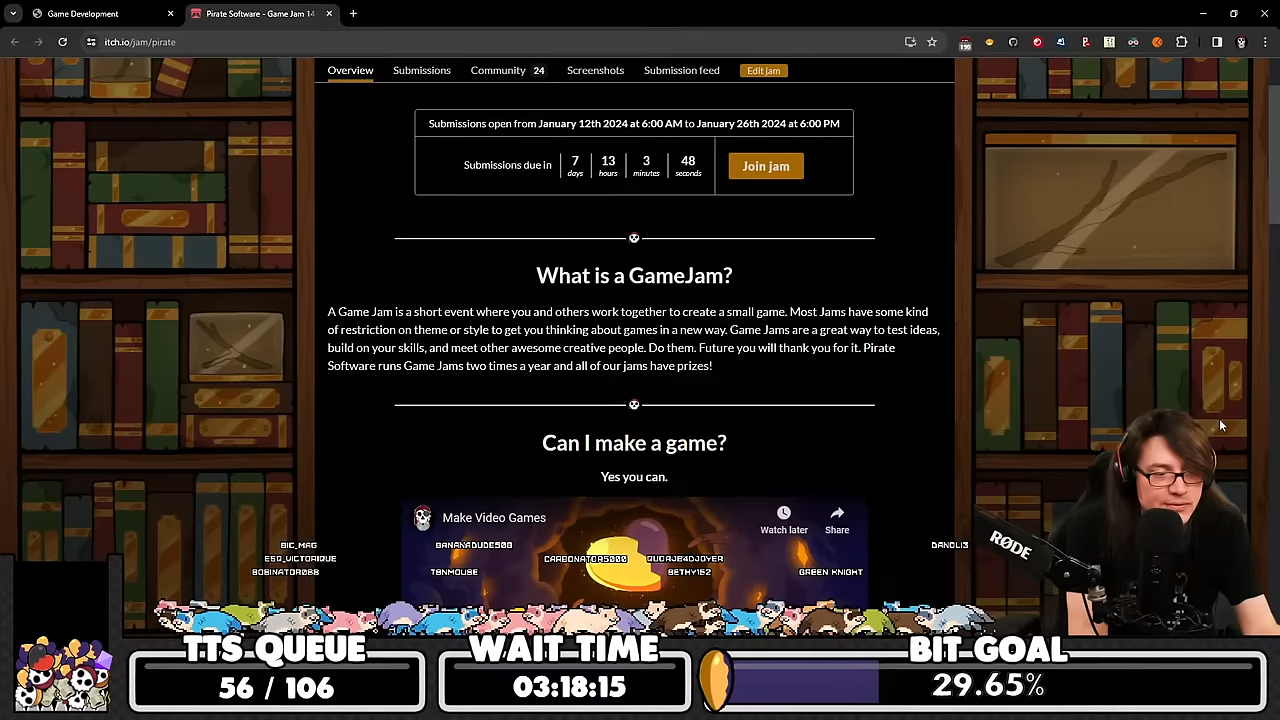 Game Development
Pirate Software - Game Jam 14
itch.io/jam/pirate
190
Overview
Submissions
Community 24
Screenshots
Submission feed
Edit jam
Submissions open from January 12th 2024 at 6:00 AM to January 26th 2024 at 6:00 PM
Submissions due in
7 days
13 hours
3 minutes
48 seconds
Join jam
What is a GameJam?
A Game Jam is a short event where you and others work together to create a small game. Most Jams have some kind
of restriction on theme or style to get you thinking about games in a new way. Game Jams are a great way to test ideas,
build on your skills, and meet other awesome creative people. Do them. Future you will thank you for it. Pirate
Software runs Game Jams two times a year and all of our jams have prizes!
Can I make a game?
Yes you can.
Make Video Games
Watch later
Share
RØDE
BIC_MAG
BANANADUDE508
DANOLI3
ESQ_VICTORIQUE
CARBONATOR5000
BOBINATOR088
TBNMOUSE
SETHY152
GREEN KNIGHT
TTS QUEUE
WAIT TIME
BIT GOAL
56 / 106
03:18:15
29.65%